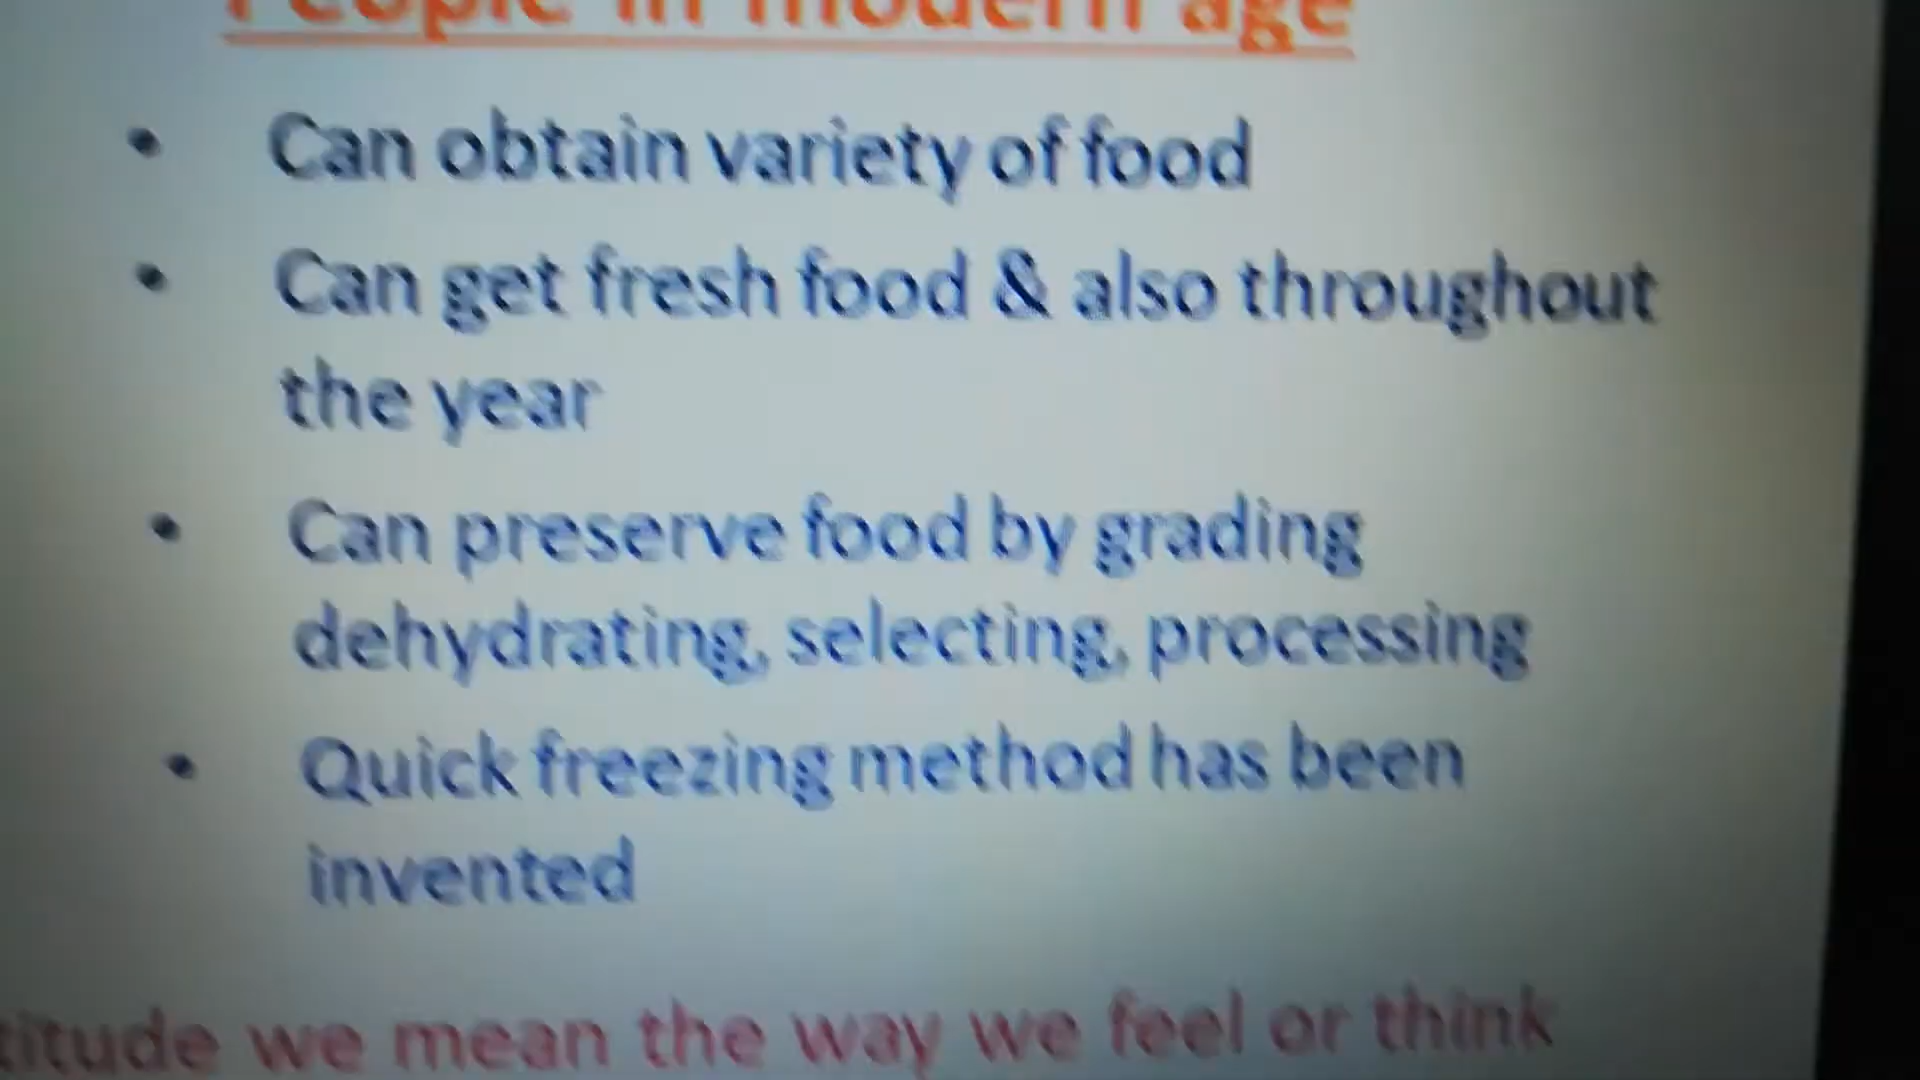 People in modern age
• Can obtain variety of food
• Can get fresh food & also throughout
the year
• Can preserve food by grading
dehydrating, selecting, processing
• Quick freezing method has been
invented
titude we mean the way we feel or think